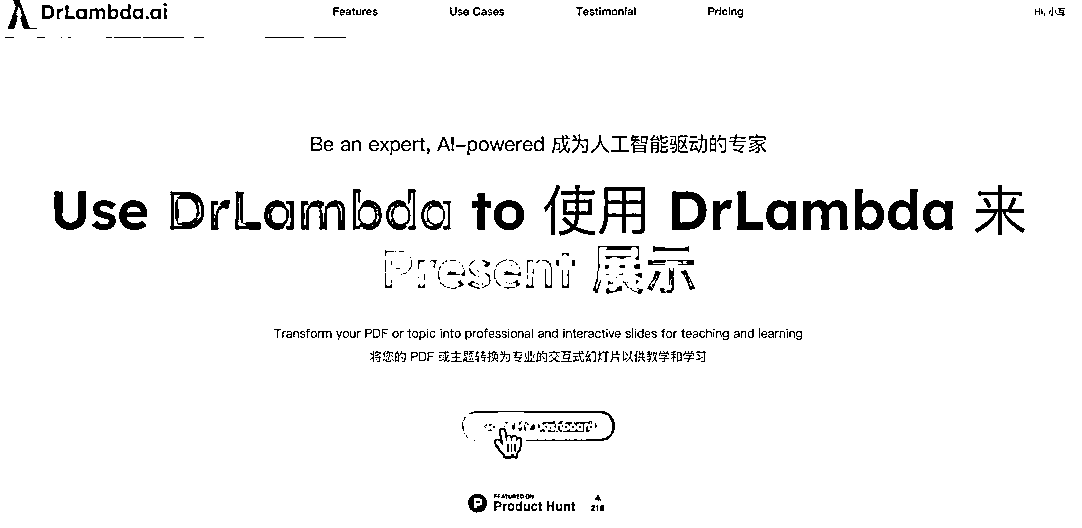 DrLambda.ai
Features Use Cases Testimonial Pricing
Hi, 小互
Be an expert, AI-powered 成为人工智能驱动的专家
Use DrLambda to 使用 DrLambda 来
Present 展示
Transform your PDF or topic into professional and interactive slides for teaching and learning
将您的 PDF 或主题转换为专业的交互式幻灯片以供教学和学习
Dashboard
FEATURED ON
Product Hunt
218